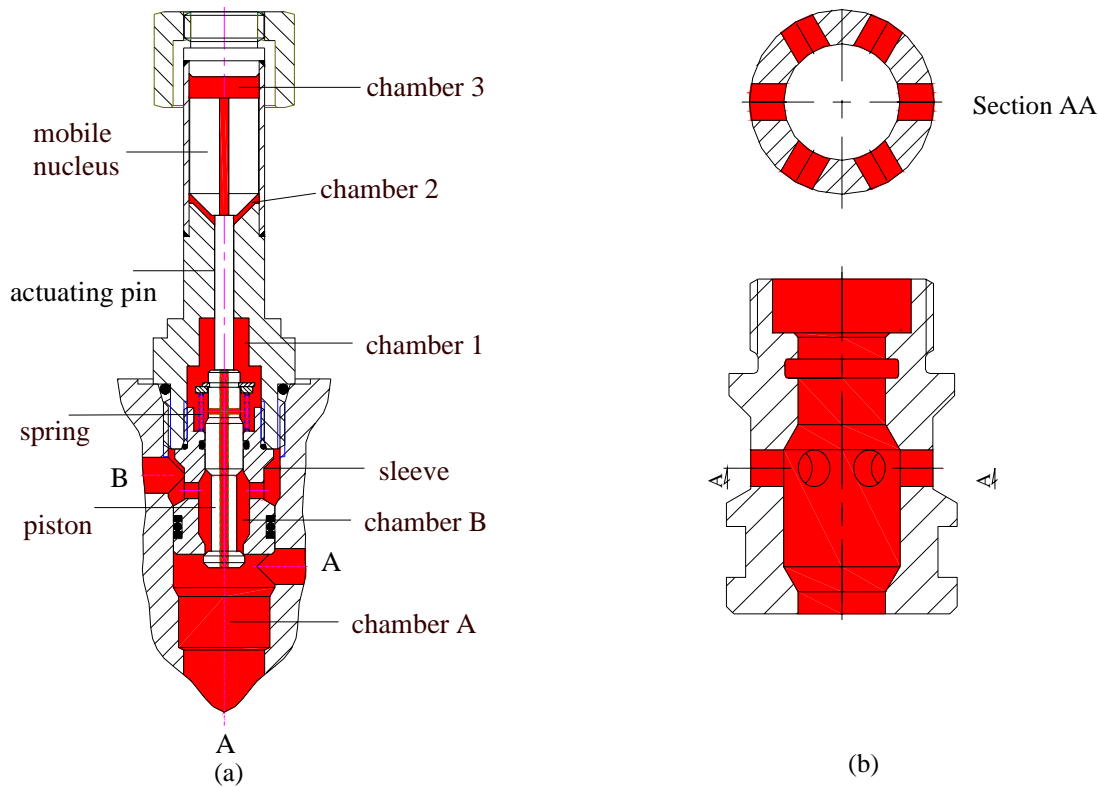 chamber 3
mobile
nucleus
chamber 2
actuating pin
chamber 1
spring
sleeve
B
piston
chamber B
A
chamber A
A
(a)
Section AA
A
A
(b)